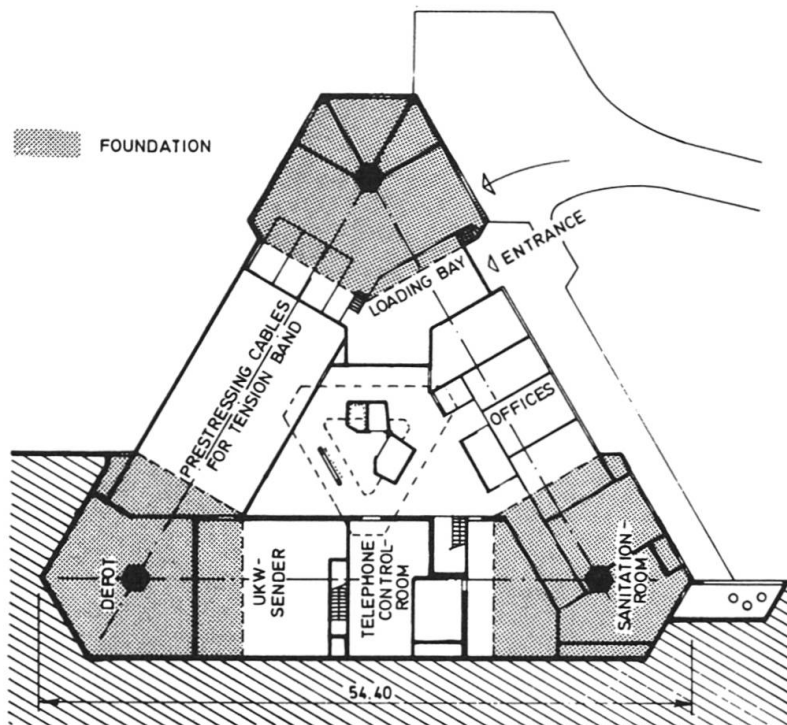 FOUNDATION
ENTRANCE
LOADING BAY
PRESTRESSING CABLES
FOR TENSION BAND
OFFICES
DEPOT
UKW-
SENDER
TELEPHONE
CONTROL-
ROOM
SANITATION-
ROOM
54.40